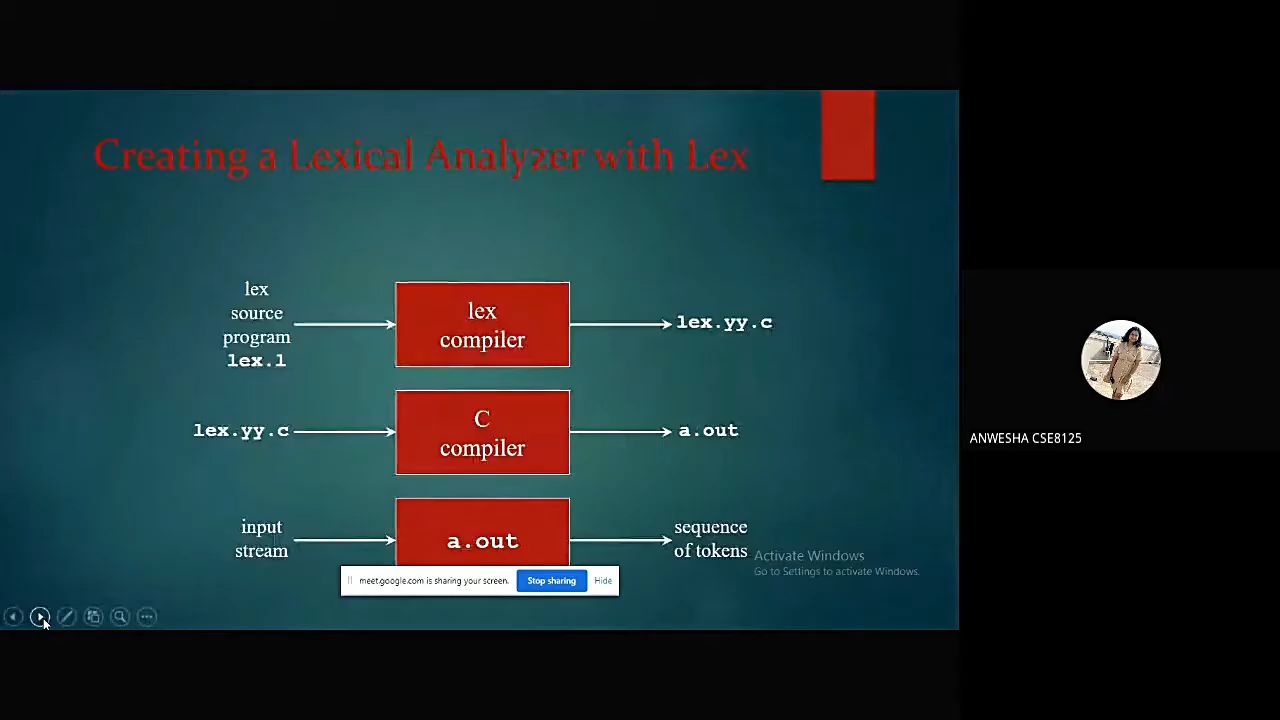 Creating a Lexical Analyzer with Lex
lex
source
program
lex.l
lex
compiler
lex.yy.c
lex.yy.c
C
compiler
a.out
input
stream
a.out
sequence
of tokens
Activate Windows
Go to Settings to activate Windows.
meet.google.com is sharing your screen.
Stop sharing
Hide
ANWESHA CSE8125